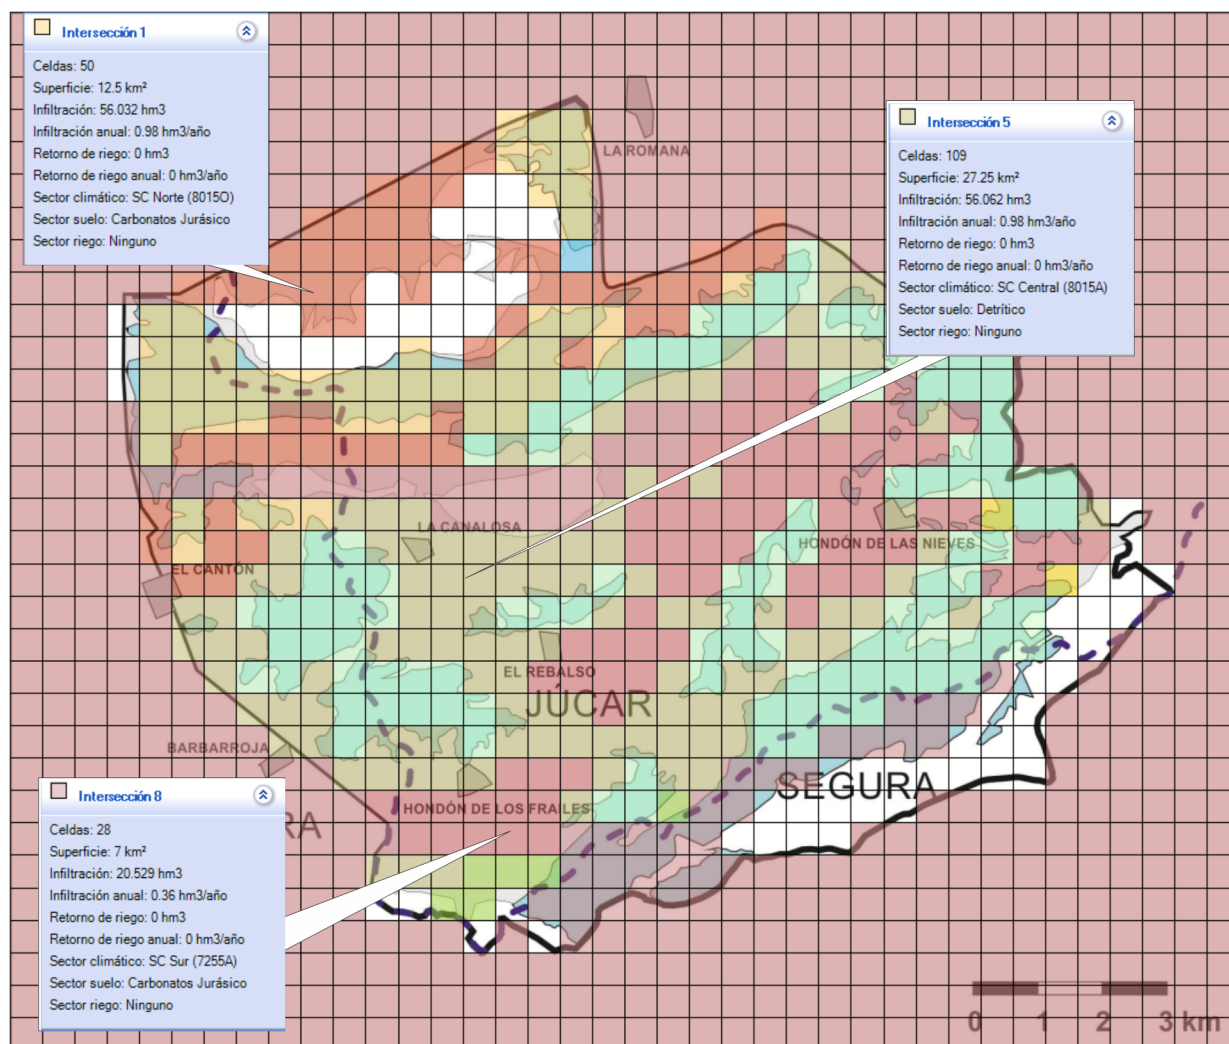 Intersección 1
Celdas: 50
Superficie: 12.5 km²
Infiltración: 56.032 hm3
Infiltración anual: 0.98 hm3/año
Retorno de riego: 0 hm3
Retorno de riego anual: 0 hm3/año
Sector climático: SC Norte (8015O)
Sector suelo: Carbonatos Jurásico
Sector riego: Ninguno
LA ROMANA
Intersección 5
Celdas: 109
Superficie: 27.25 km²
Infiltración: 56.062 hm3
Infiltración anual: 0.98 hm3/año
Retorno de riego: 0 hm3
Retorno de riego anual: 0 hm3/año
Sector climático: SC Central (8015A)
Sector suelo: Detrítico
Sector riego: Ninguno
LA CANALOSA
HONDÓN DE LAS NIEVES
EL CANTÓN
EL REBALSO
JÚCAR
BARBARROJA
SEGURA
HONDÓN DE LOS FRAILES
RA
Intersección 8
Celdas: 28
Superficie: 7 km²
Infiltración: 20.529 hm3
Infiltración anual: 0.36 hm3/año
Retorno de riego: 0 hm3
Retorno de riego anual: 0 hm3/año
Sector climático: SC Sur (7255A)
Sector suelo: Carbonatos Jurásico
Sector riego: Ninguno
0 1 2 3 km